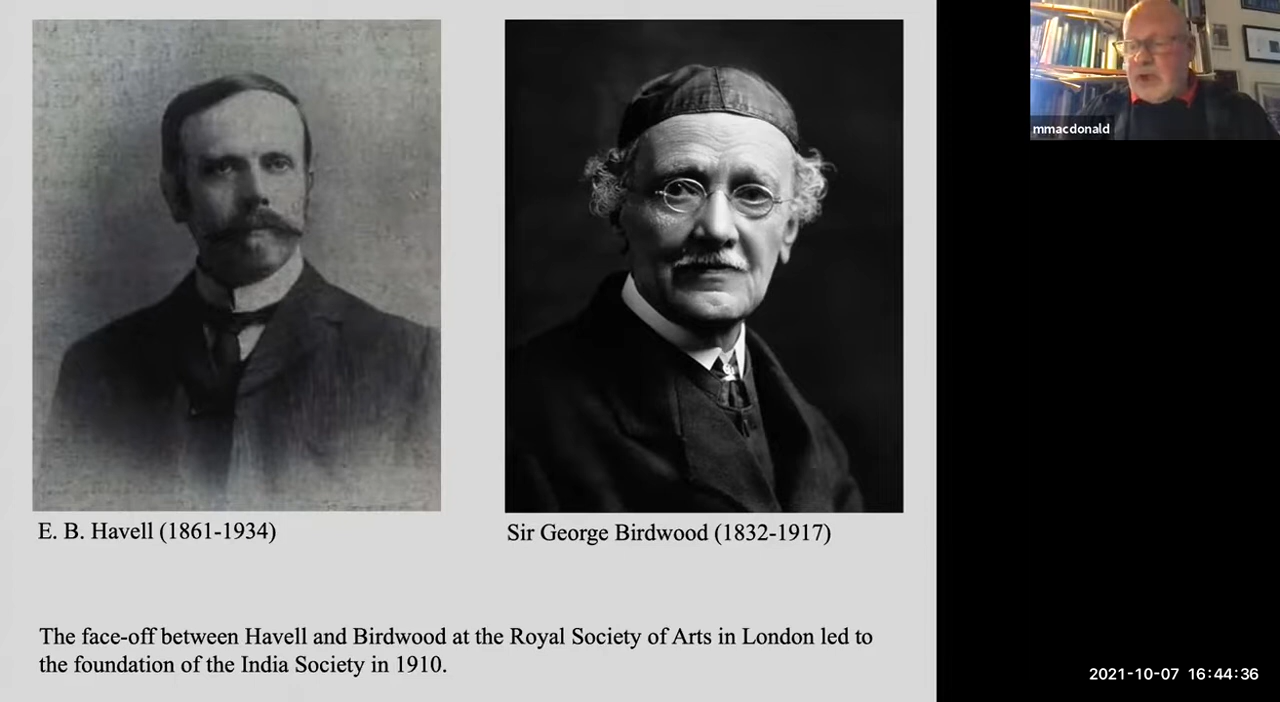 E. B. Havell (1861-1934)
Sir George Birdwood (1832-1917)
The face-off between Havell and Birdwood at the Royal Society of Arts in London led to
the foundation of the India Society in 1910.
mmacdonald
2021-10-07 16:44:36